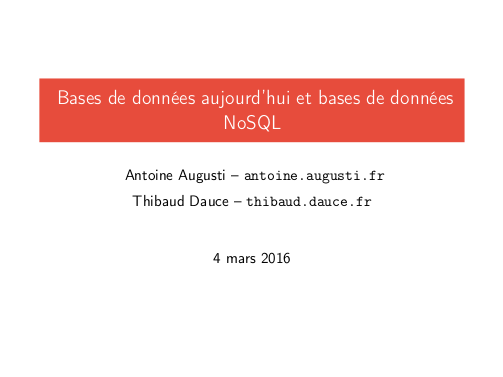 Bases de données aujourd'hui et bases de données
NoSQL
Antoine Augusti – antoine.augusti.fr
Thibaud Dauce – thibaud.dauce.fr
4 mars 2016